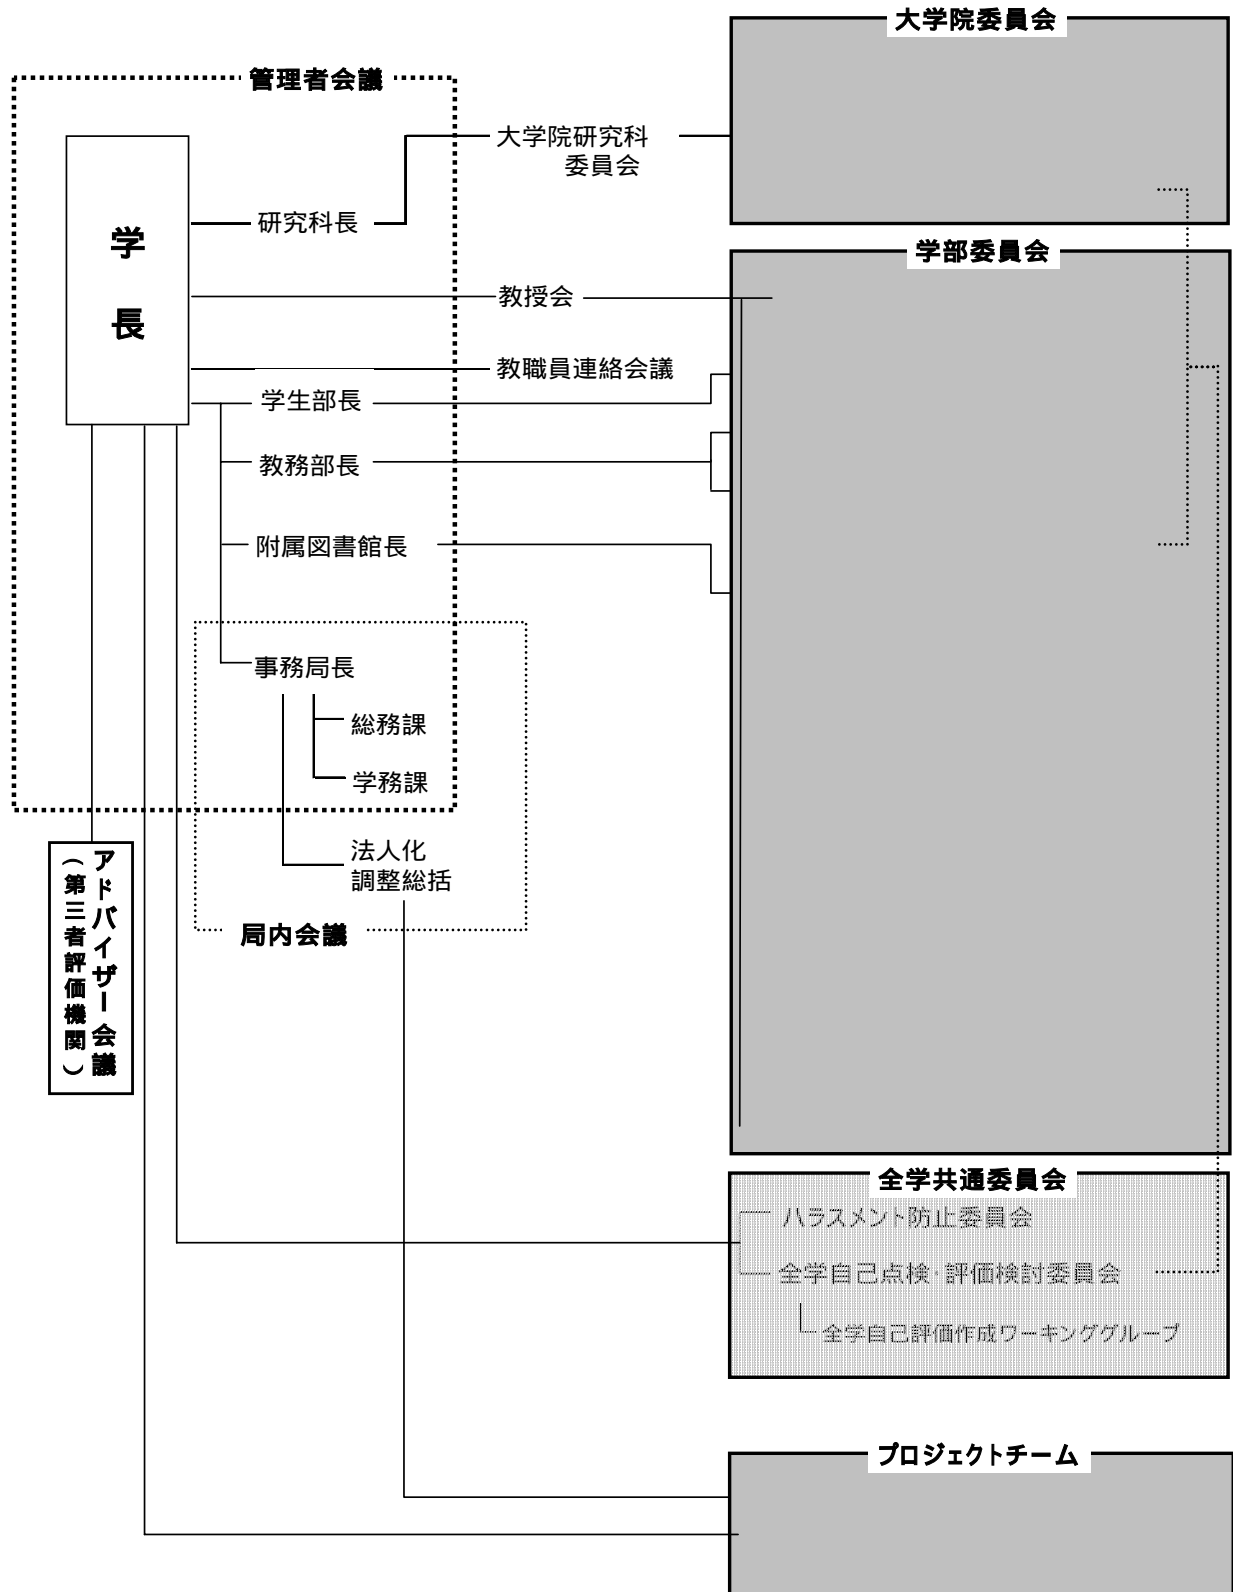 大学院委員会
管理者会議
大学院研究科
委員会
学長
研究科長
学部委員会
教授会
教職員連絡会議
学生部長
教務部長
附属図書館長
事務局長
総務課
学務課
法人化
調整総括
局内会議
アドバイザー会議
（第三者評価機関）
全学共通委員会
ハラスメント防止委員会
全学自己点検・評価検討委員会
全学自己評価作成ワーキンググループ
プロジェクトチーム